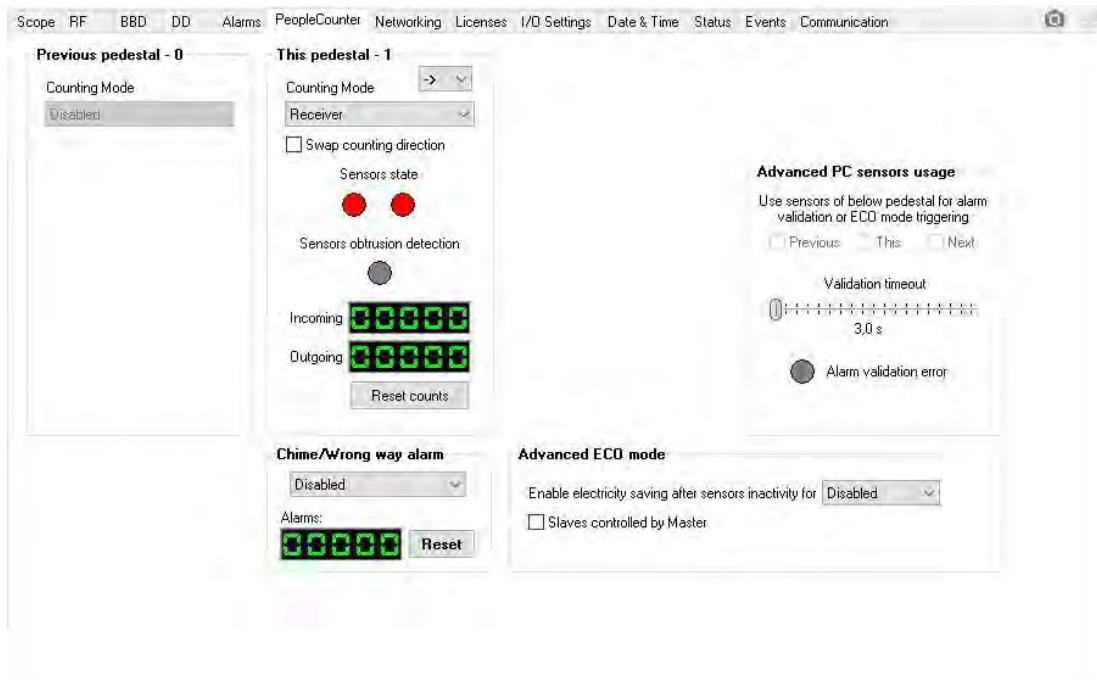 Scope RF BBD DD Alarms PeopleCounter Networking Licenses I/O Settings Date & Time Status Events Communication
Previous pedestal - 0
Counting Mode
Disabled
This pedestal - 1
->
Counting Mode
Receiver
Swap counting direction
Sensors state
Sensors obtrusion detection
Incoming 00000
Outgoing 00000
Reset counts
Advanced PC sensors usage
Use sensors of below pedestal for alarm
validation or ECO mode triggering
Previous This Next
Validation timeout
3,0 s
Alarm validation error
Chime/Wrong way alarm
Disabled
Alarms:
00000 Reset
Advanced ECO mode
Enable electricity saving after sensors inactivity for Disabled
Slaves controlled by Master